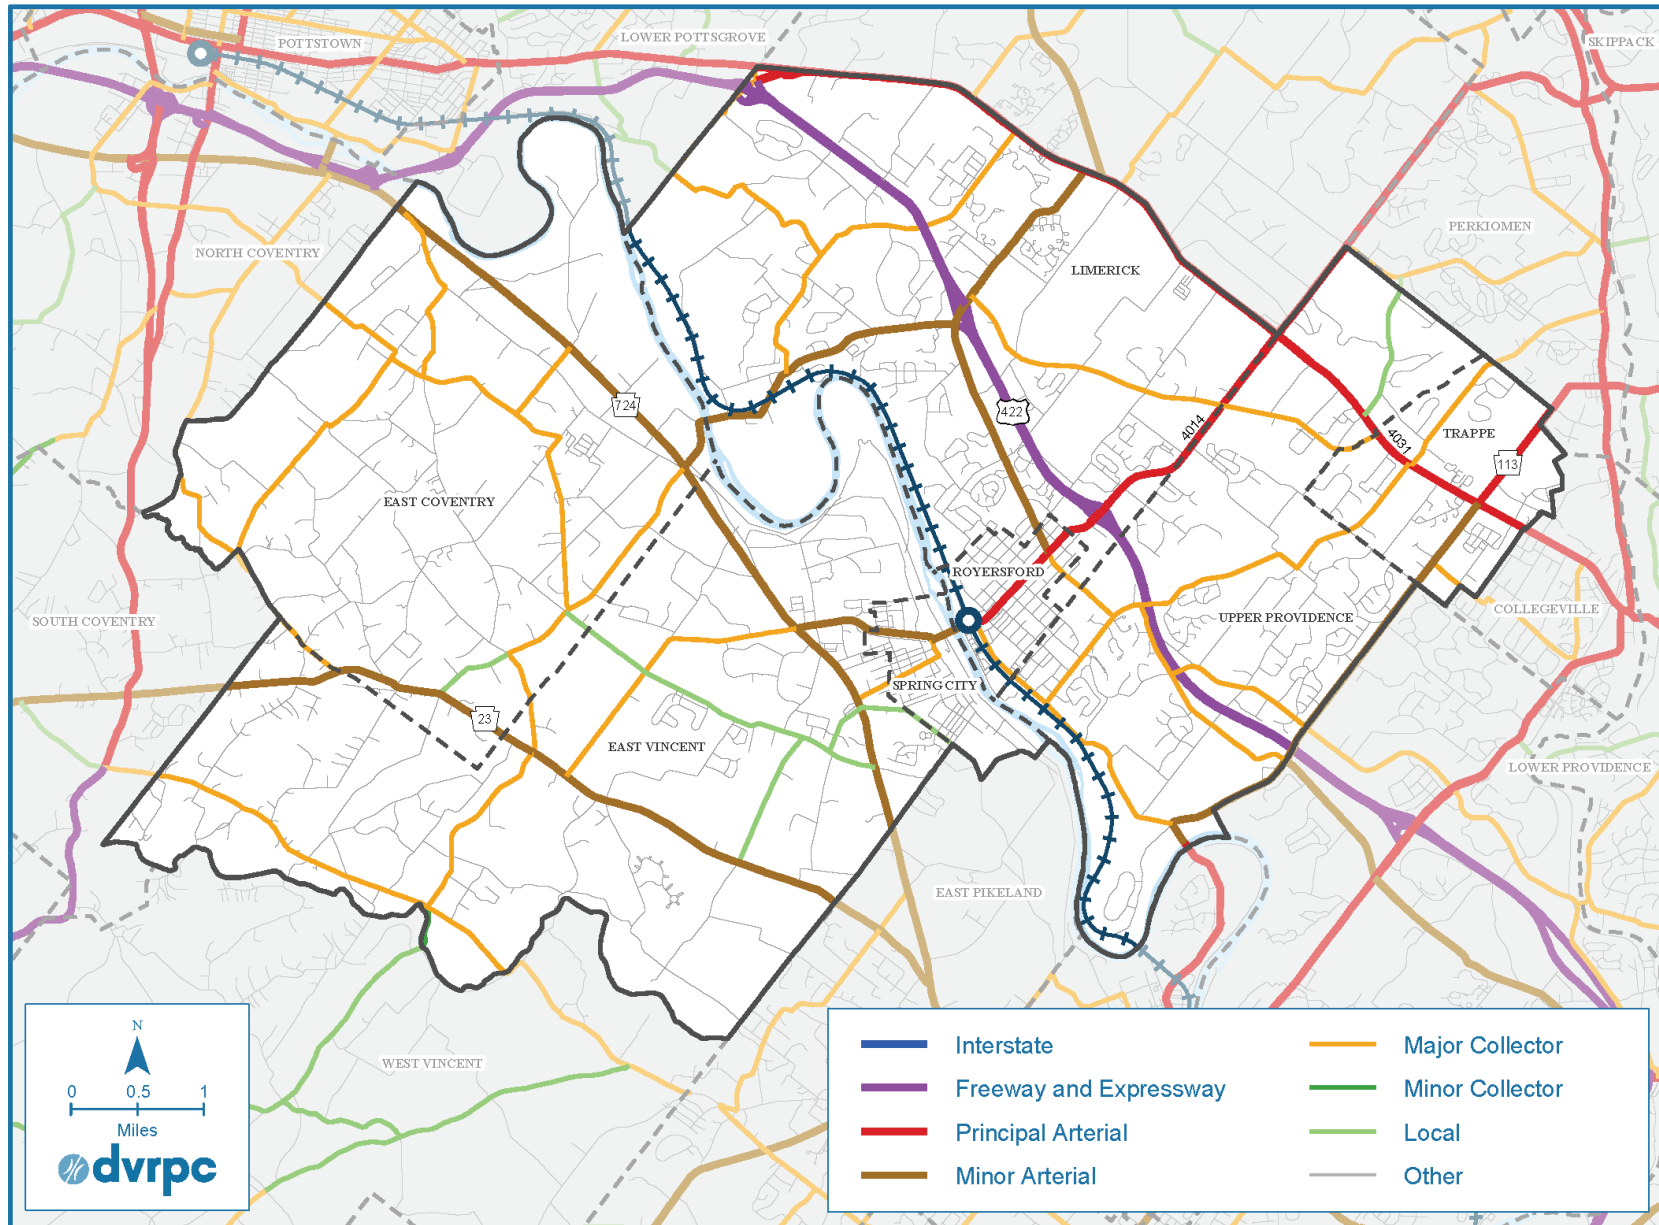 POTTSTOWN
LOWER POTTSGROVE
SKIPPACK
NORTH COVENTRY
PERKIOMEN
LIMERICK
724
422
4014
4031
TRAPPE
113
EAST COVENTRY
ROYERSFORD
SOUTH COVENTRY
COLLEGEVILLE
UPPER PROVIDENCE
SPRING CITY
23
EAST VINCENT
LOWER PROVIDENCE
EAST PIKELAND
WEST VINCENT
N
0 0.5 1
Miles
dvrpc
Interstate
Freeway and Expressway
Principal Arterial
Minor Arterial
Major Collector
Minor Collector
Local
Other